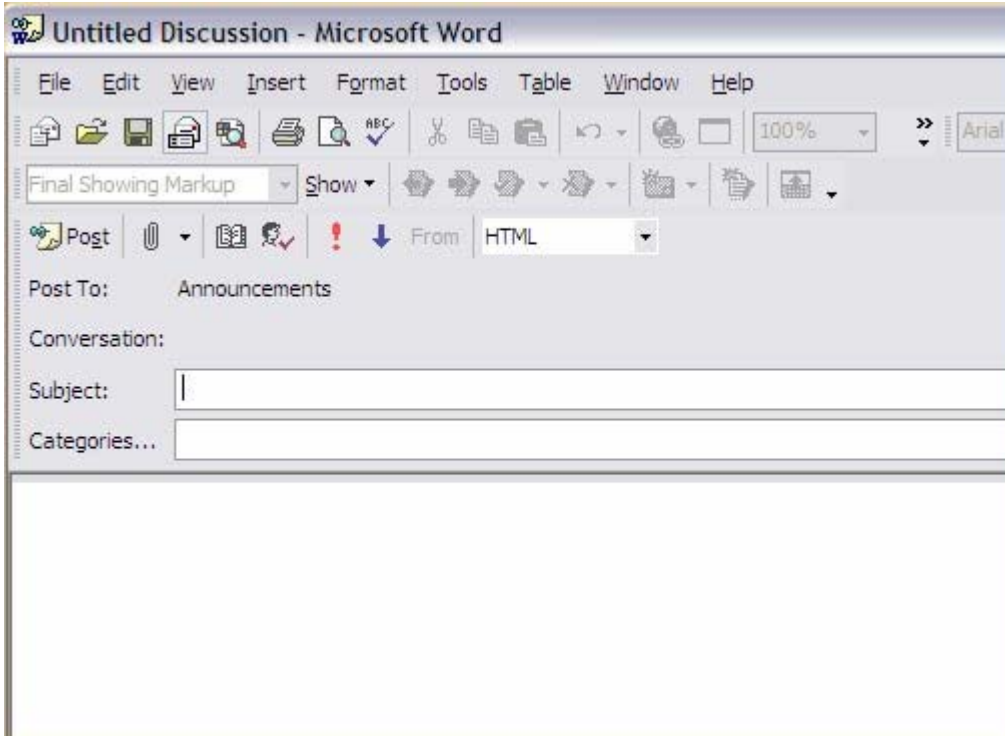 Untitled Discussion - Microsoft Word
File Edit View Insert Format Tools Table Window Help
ABC 100% Arial
Final Showing Markup Show
Post From HTML
Post To: Announcements
Conversation:
Subject:
Categories...